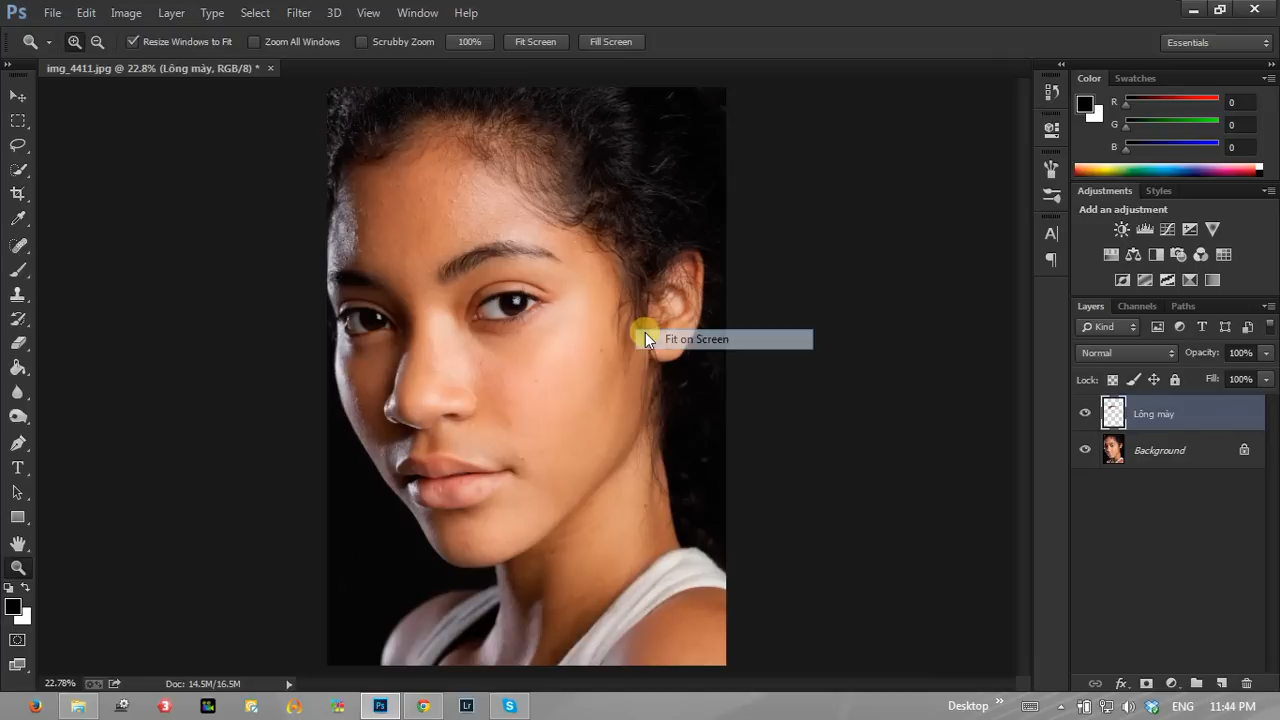 Ps File Edit Image Layer Type Select Filter 3D View Window Help
Resize Windows to Fit Zoom All Windows Scrubby Zoom 100% Fit Screen Fill Screen Essentials
img_4411.jpg @ 22.8% (Lông mày, RGB/8) * ×
Color Swatches
R 0
G 0
B 0
Adjustments Styles
Add an adjustment
Layers Channels Paths
Kind
Fit on Screen
Normal Opacity: 100%
Lock: Fill: 100%
Lông mày
Background
22.78% Doc: 14.5M/16.5M
Desktop » ENG 11:44 PM